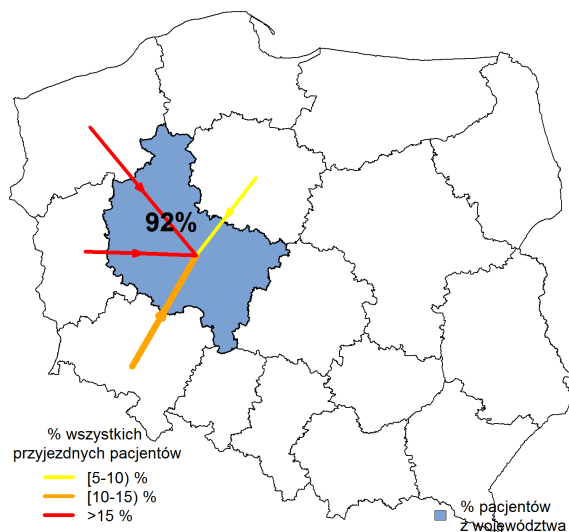 92%
% wszystkich
przyjezdnych pacjentów
[5-10) %
[10-15) %
>15 %
% pacjentów
z województwa